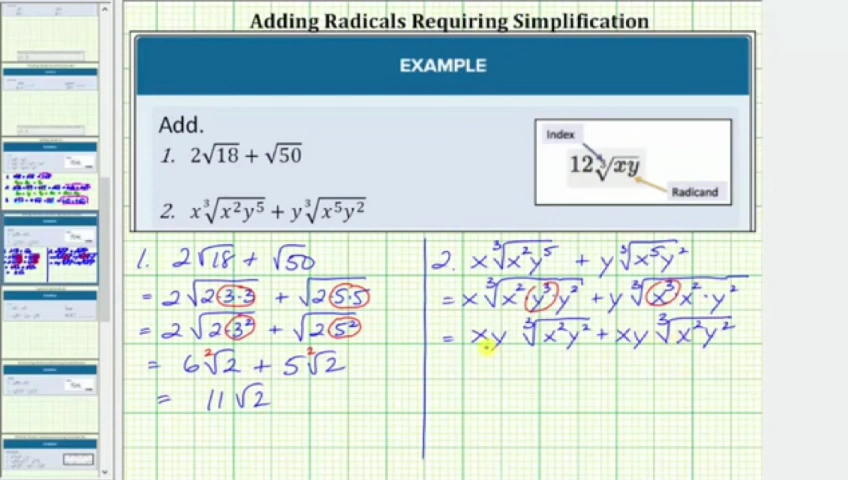 Adding Radicals Requiring Simplification
EXAMPLE
Add.
1. 2√18 + √50
2. x∛(x²y⁵) + y∛(x⁵y²)
Index
12∛(xy)
Radicand
1. 2√18 + √50
= 2√(2·3·3) + √(2·5·5)
= 2√(2·3²) + √(2·5²)
= 6²√2 + 5²√2
= 11√2
2. x∛(x²y⁵) + y∛(x⁵y²)
= x∛(x²·y³·y²) + y∛(x³·x²·y²)
= xy ∛(x²y²) + xy ∛(x²y²)